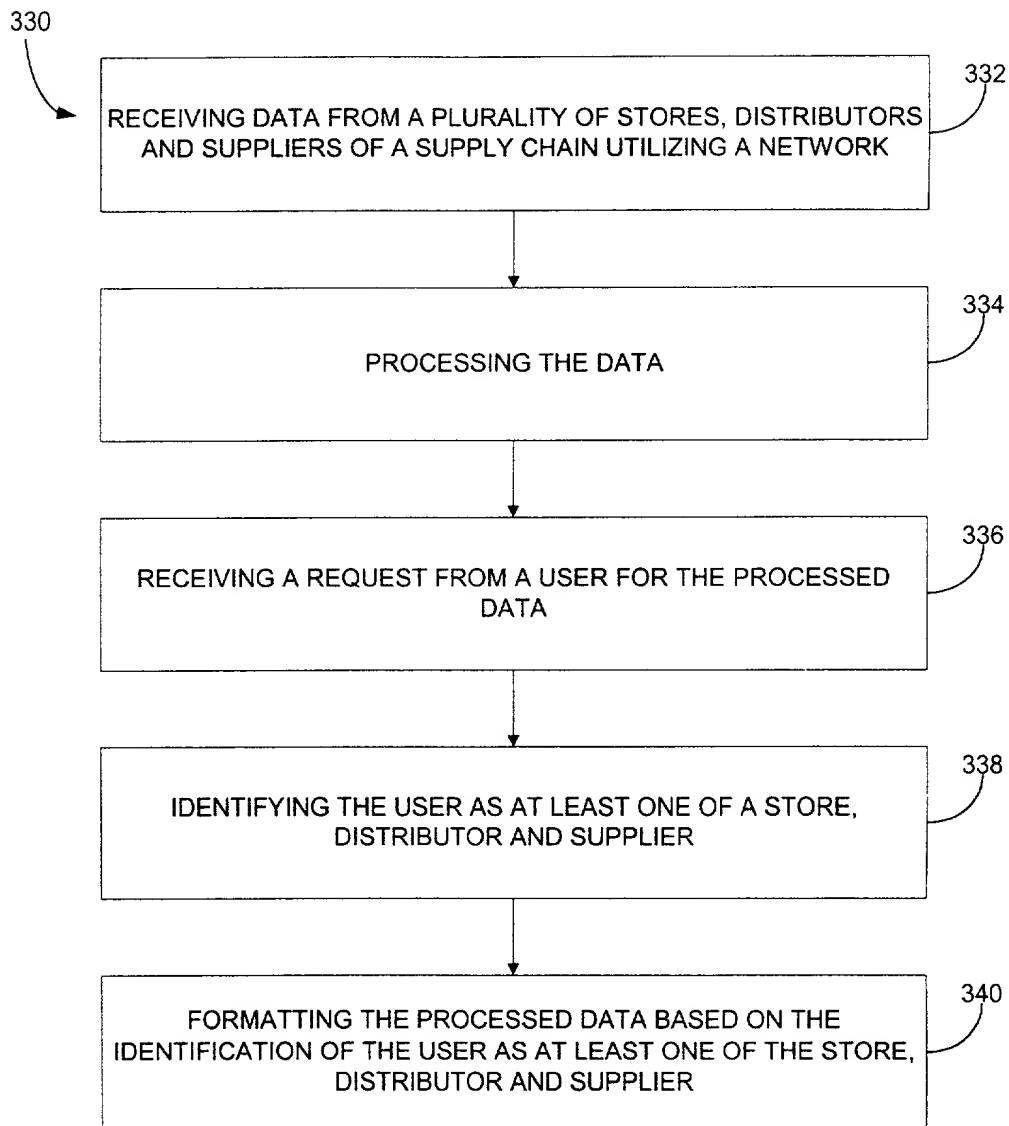 330
332
RECEIVING DATA FROM A PLURALITY OF STORES, DISTRIBUTORS
AND SUPPLIERS OF A SUPPLY CHAIN UTILIZING A NETWORK
334
PROCESSING THE DATA
336
RECEIVING A REQUEST FROM A USER FOR THE PROCESSED
DATA
338
IDENTIFYING THE USER AS AT LEAST ONE OF A STORE,
DISTRIBUTOR AND SUPPLIER
340
FORMATTING THE PROCESSED DATA BASED ON THE
IDENTIFICATION OF THE USER AS AT LEAST ONE OF THE STORE,
DISTRIBUTOR AND SUPPLIER